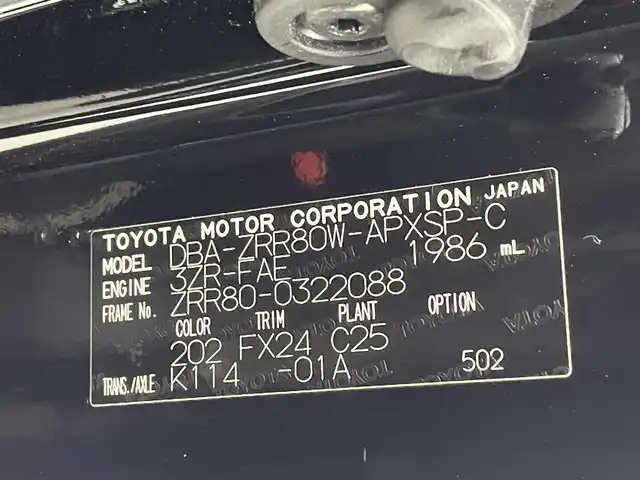 TOYOTA MOTOR CORPORATION JAPAN
MODEL DBA-ZRR80W-APXSP-C
ENGINE 3ZR-FAE 1986 mL
FRAME No. ZRR80-0322088
COLOR TRIM PLANT OPTION
202 FX24 C25
TRANS./AXLE K114 -01A 502